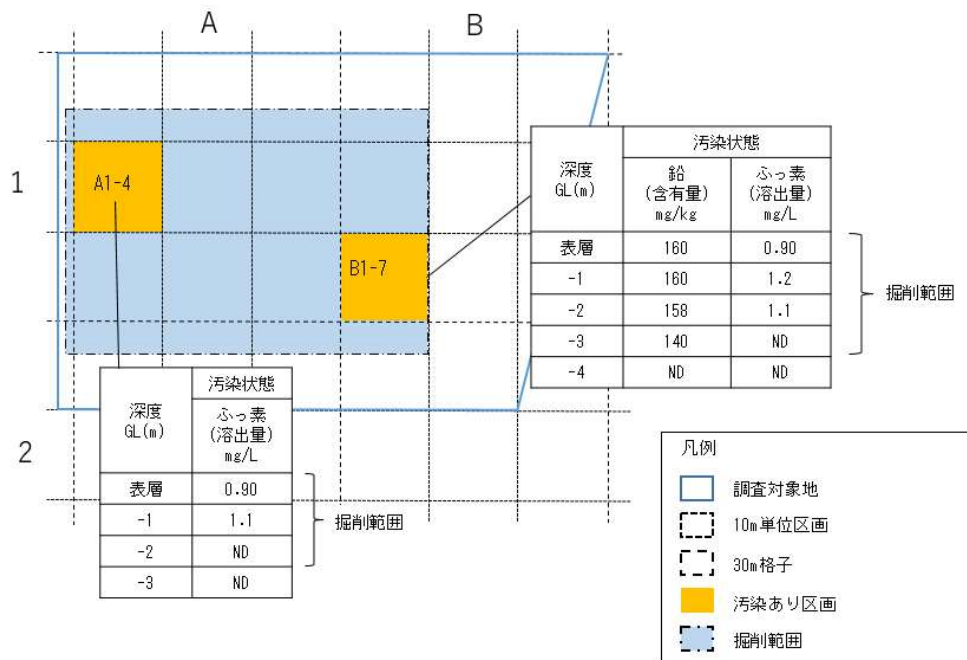 A
B
1
2
A1-4
B1-7
深度
GL(m)
汚染状態
鉛
(含有量)
mg/kg
ふっ素
(溶出量)
mg/L
表層 160 0.90
-1 160 1.2
-2 158 1.1
-3 140 ND
-4 ND ND
掘削範囲
深度
GL(m)
汚染状態
ふっ素
(溶出量)
mg/L
表層 0.90
-1 1.1
-2 ND
-3 ND
掘削範囲
凡例
調査対象地
10m単位区画
30m格子
汚染あり区画
掘削範囲